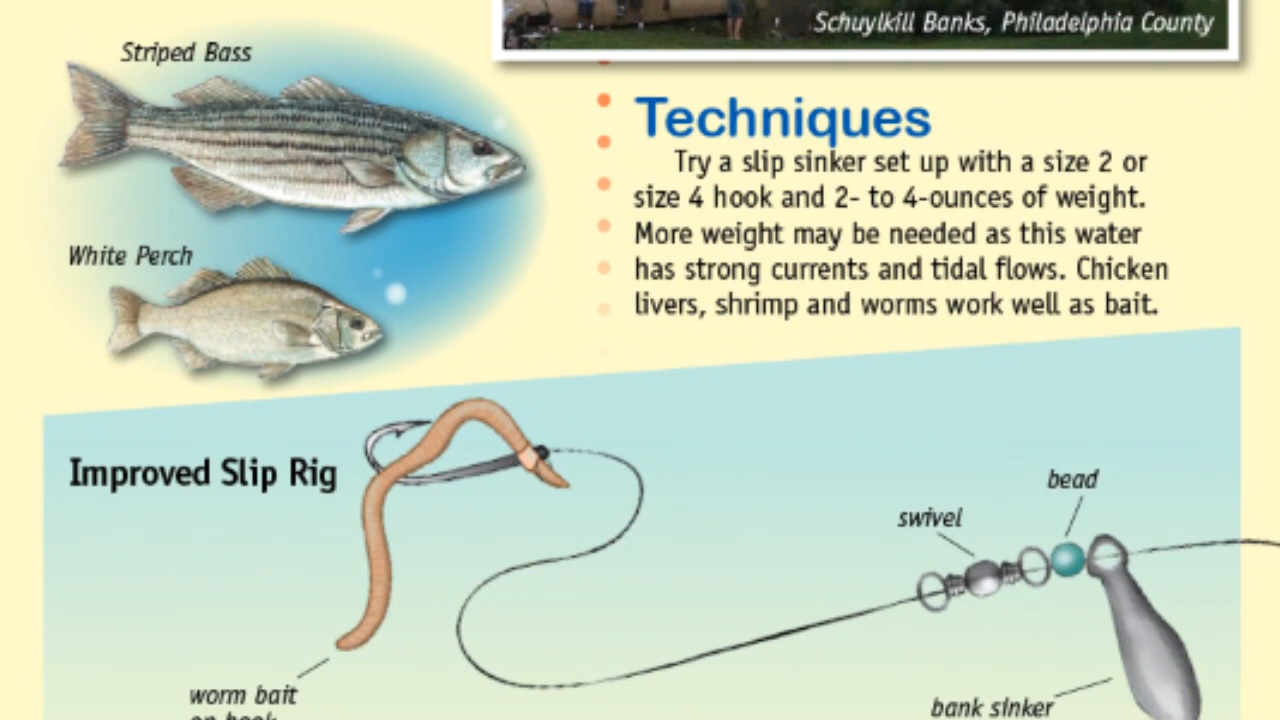 Schuylkill Banks, Philadelphia County
Striped Bass
White Perch
Techniques
Try a slip sinker set up with a size 2 or
size 4 hook and 2- to 4-ounces of weight.
More weight may be needed as this water
has strong currents and tidal flows. Chicken
livers, shrimp and worms work well as bait.
Improved Slip Rig
bead
swivel
worm bait
on hook
bank sinker